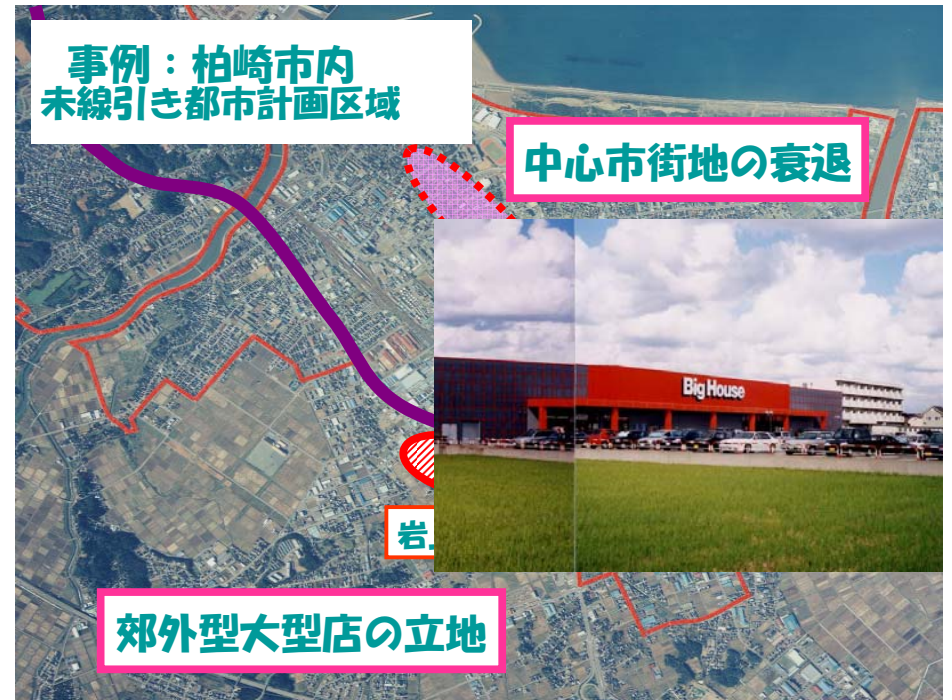 事例：柏崎市内
未線引き都市計画区域
中心市街地の衰退
Big House
岩
郊外型大型店の立地